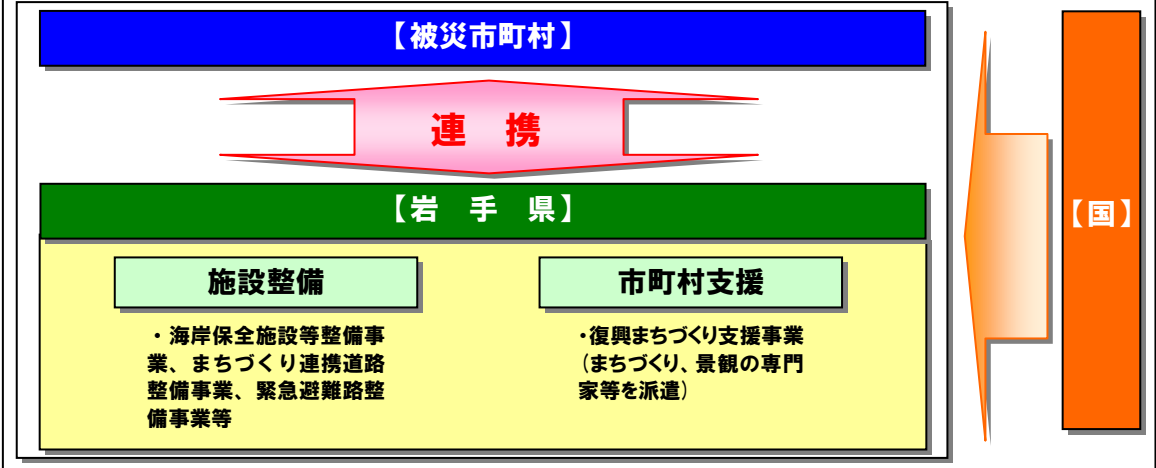 【被災市町村】
連 携
【岩 手 県】
【国】
施設整備
・海岸保全施設等整備事
業、まちづくり連携道路
整備事業、緊急避難路整
備事業等
市町村支援
・復興まちづくり支援事業
(まちづくり、景観の専門
家等を派遣)